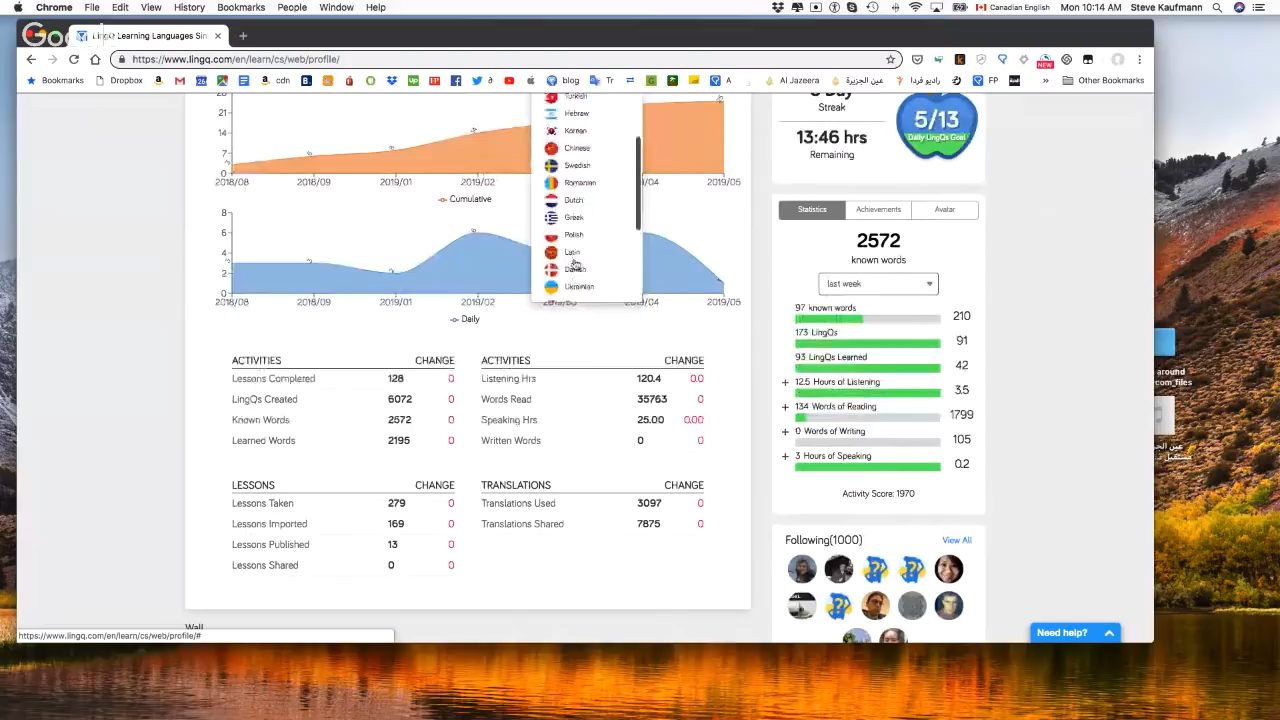 Chrome File Edit View History Bookmarks People Window Help
Canadian English Mon 10:14 AM Steve Kaufmann
LingQ Learning Languages Sim
https://www.lingq.com/en/learn/cs/web/profile/
Bookmarks Dropbox cdn blog Tr A Al Jazeera عين الجزيرة راديو فردا FP Other Bookmarks
NEW
Turkish
Hebrew
Korean
Chinese
Swedish
Romanian
Dutch
Greek
Polish
Latin
Danish
Ukrainian
21
14
7
0
2018/08 2018/09 2019/01 2019/02 2019/05
Cumulative
8
6
4
2
0
2018/08 2018/09 2019/01 2019/02 2019/05
Daily
ACTIVITIES CHANGE
Lessons Completed 128 0
LingQs Created 6072 0
Known Words 2572 0
Learned Words 2195 0
ACTIVITIES CHANGE
Listening Hrs 120.4 0.0
Words Read 35763 0
Speaking Hrs 25.00 0.00
Written Words 0 0
LESSONS CHANGE
Lessons Taken 279 0
Lessons Imported 169 0
Lessons Published 13 0
Lessons Shared 0 0
TRANSLATIONS CHANGE
Translations Used 3097 0
Translations Shared 7875 0
Wall
Streak
13:46 hrs
Remaining
5/13
Daily LingQs Goal
Statistics Achievements Avatar
2572
known words
last week
97 known words 210
173 LingQs 91
93 LingQs Learned 42
+ 12.5 Hours of Listening 3.5
+ 134 Words of Reading 1799
+ 0 Words of Writing 105
+ 3 Hours of Speaking 0.2
Activity Score: 1970
Following(1000) View All
Need help?
https://www.lingq.com/en/learn/cs/web/profile/#
around
com_files